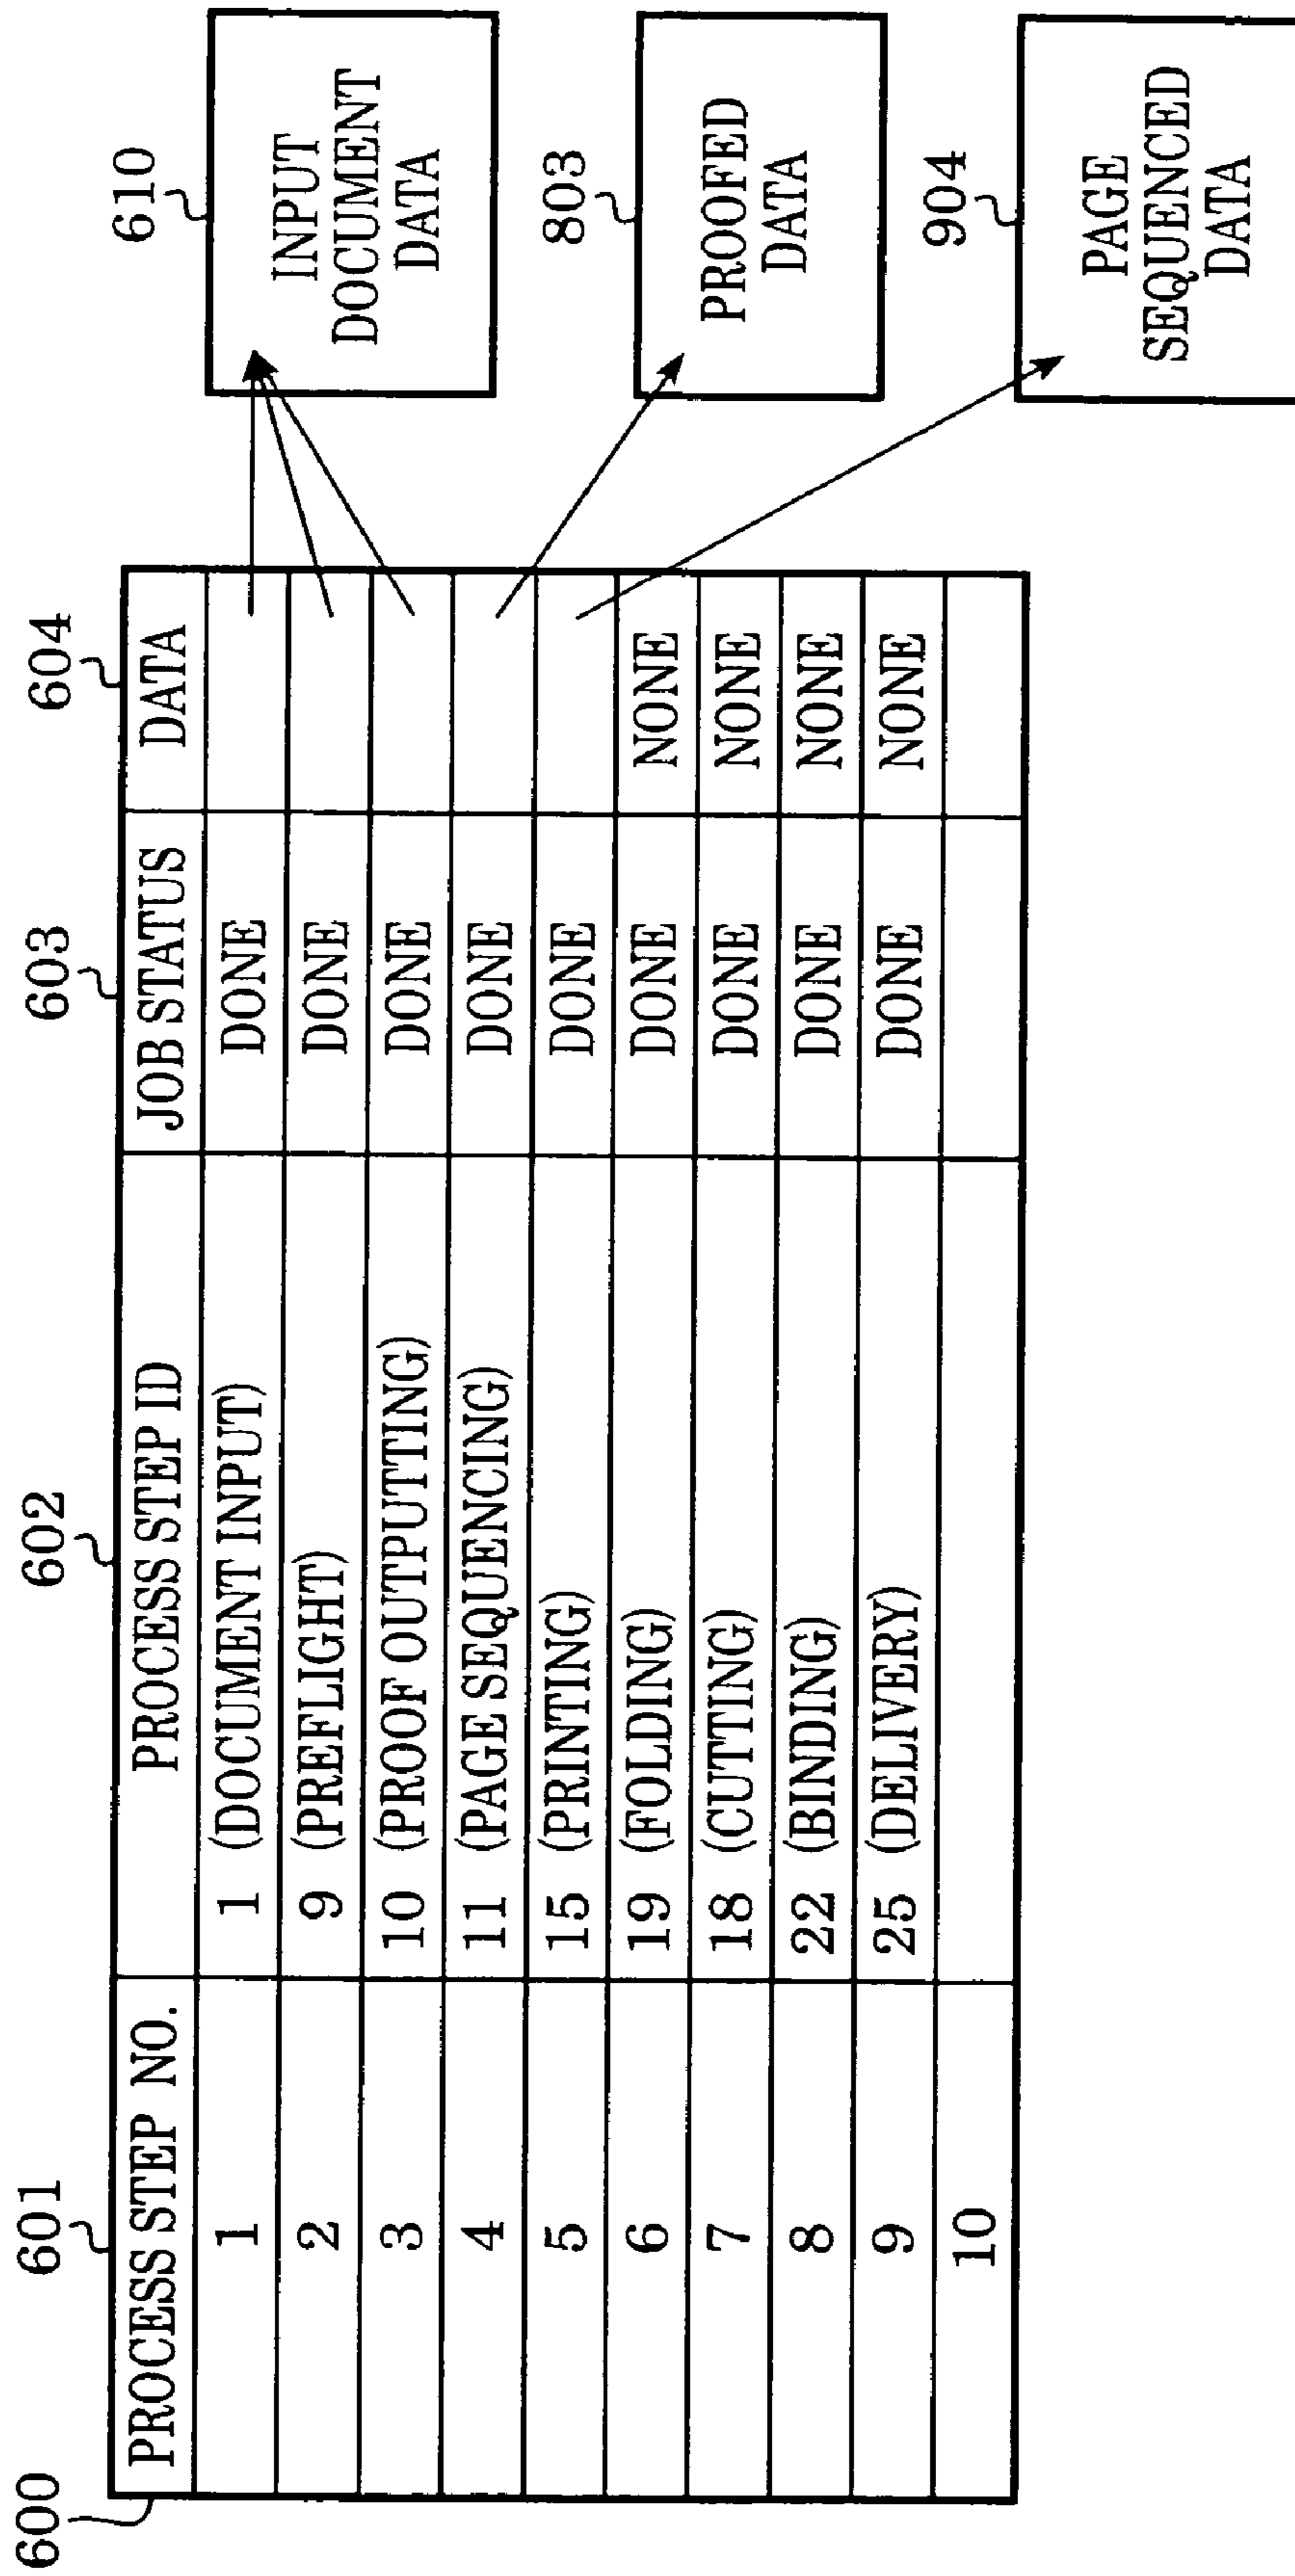 600
601
602
603
604
PROCESS STEP NO.
PROCESS STEP ID
JOB STATUS
DATA
1
1 (DOCUMENT INPUT)
DONE
2
9 (PREFLIGHT)
DONE
3
10 (PROOF OUTPUTTING)
DONE
4
11 (PAGE SEQUENCING)
DONE
5
15 (PRINTING)
DONE
6
19 (FOLDING)
DONE
NONE
7
18 (CUTTING)
DONE
NONE
8
22 (BINDING)
DONE
NONE
9
25 (DELIVERY)
DONE
NONE
10
610
INPUT
DOCUMENT
DATA
803
PROOFED
DATA
904
PAGE
SEQUENCED
DATA